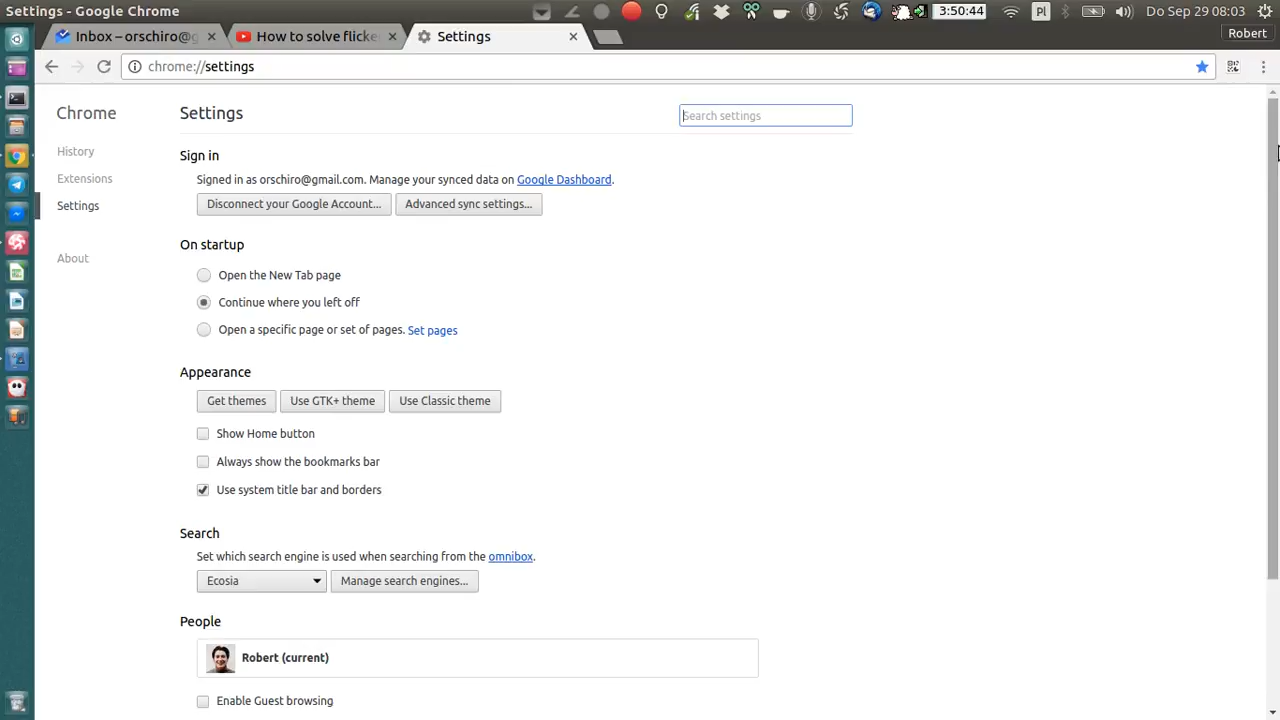 Settings - Google Chrome
3:50:44
Pl
Do Sep 29 08:03
Inbox – orschiro@g
How to solve flicke
Settings
Robert
chrome://settings
Chrome
History
Extensions
Settings
About
Settings
Search settings
Sign in
Signed in as orschiro@gmail.com. Manage your synced data on Google Dashboard.
Disconnect your Google Account...
Advanced sync settings...
On startup
Open the New Tab page
Continue where you left off
Open a specific page or set of pages. Set pages
Appearance
Get themes
Use GTK+ theme
Use Classic theme
Show Home button
Always show the bookmarks bar
Use system title bar and borders
Search
Set which search engine is used when searching from the omnibox.
Ecosia
Manage search engines...
People
Robert (current)
Enable Guest browsing